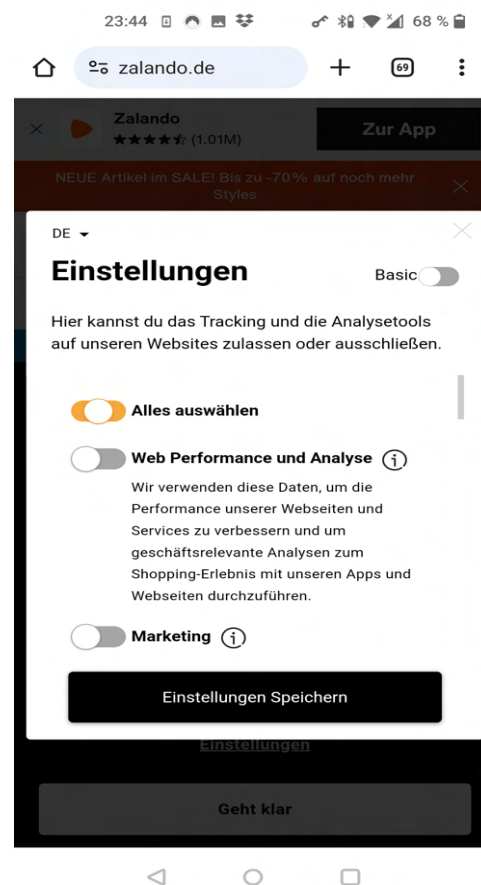 23:44 68 %
zalando.de 69
Zalando
(1.01M)
Zur App
NEUE Artikel im SALE! Bis zu -70% auf noch mehr
Styles
DE
Einstellungen
Basic
Hier kannst du das Tracking und die Analysetools
auf unseren Websites zulassen oder ausschließen.
Alles auswählen
Web Performance und Analyse
Wir verwenden diese Daten, um die
Performance unserer Webseiten und
Services zu verbessern und um
geschäftsrelevante Analysen zum
Shopping-Erlebnis mit unseren Apps und
Webseiten durchzuführen.
Marketing
Einstellungen Speichern
Einstellungen
Geht klar